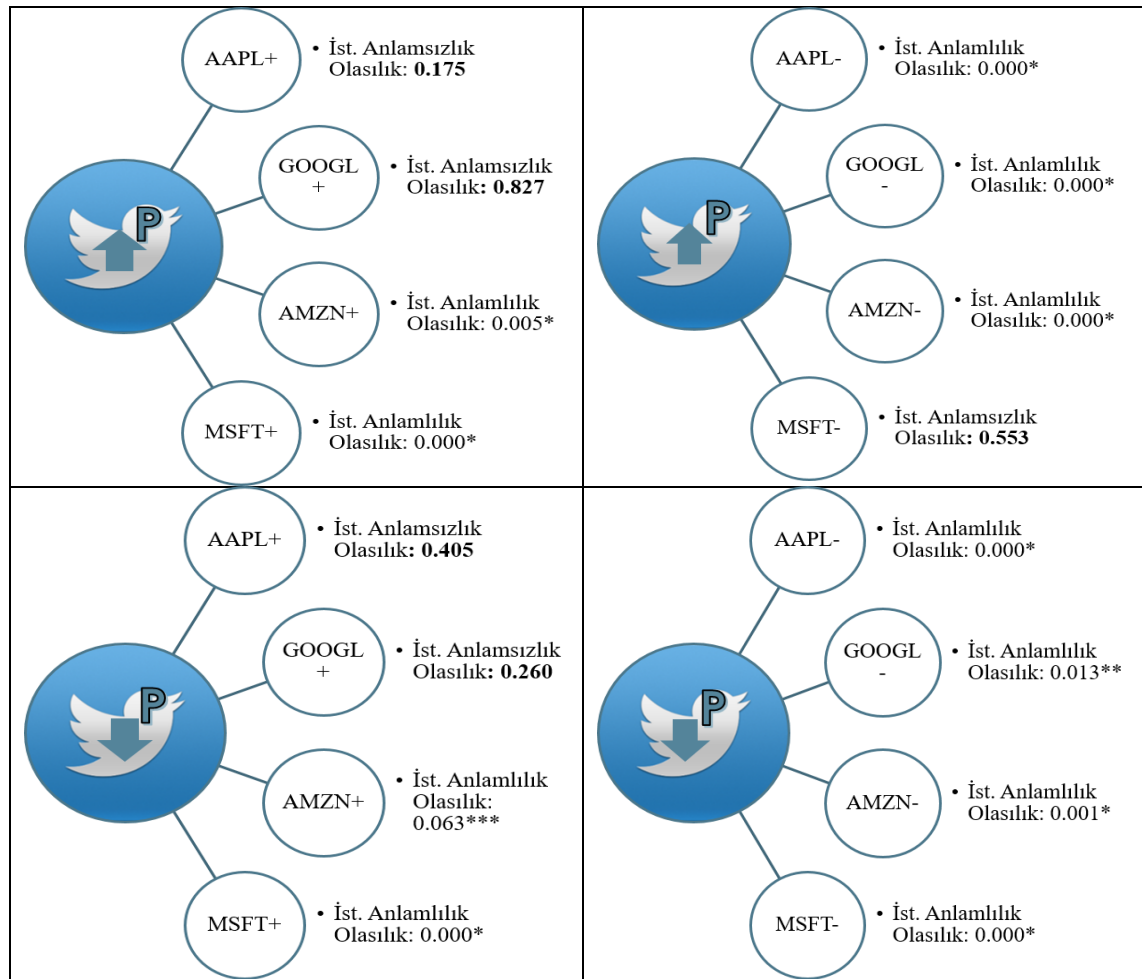 AAPL+
• İst. Anlamsızlık
Olasılık: 0.175
GOOGL
+
• İst. Anlamsızlık
Olasılık: 0.827
P
AMZN+
• İst. Anlamlılık
Olasılık: 0.005*
MSFT+
• İst. Anlamlılık
Olasılık: 0.000*
AAPL-
• İst. Anlamlılık
Olasılık: 0.000*
GOOGL
-
• İst. Anlamlılık
Olasılık: 0.000*
P
AMZN-
• İst. Anlamlılık
Olasılık: 0.000*
MSFT-
• İst. Anlamsızlık
Olasılık: 0.553
AAPL+
• İst. Anlamsızlık
Olasılık: 0.405
GOOGL
+
• İst. Anlamsızlık
Olasılık: 0.260
P
AMZN+
• İst. Anlamlılık
Olasılık:
0.063***
MSFT+
• İst. Anlamlılık
Olasılık: 0.000*
AAPL-
• İst. Anlamlılık
Olasılık: 0.000*
GOOGL
-
• İst. Anlamlılık
Olasılık: 0.013**
P
AMZN-
• İst. Anlamlılık
Olasılık: 0.001*
MSFT-
• İst. Anlamlılık
Olasılık: 0.000*